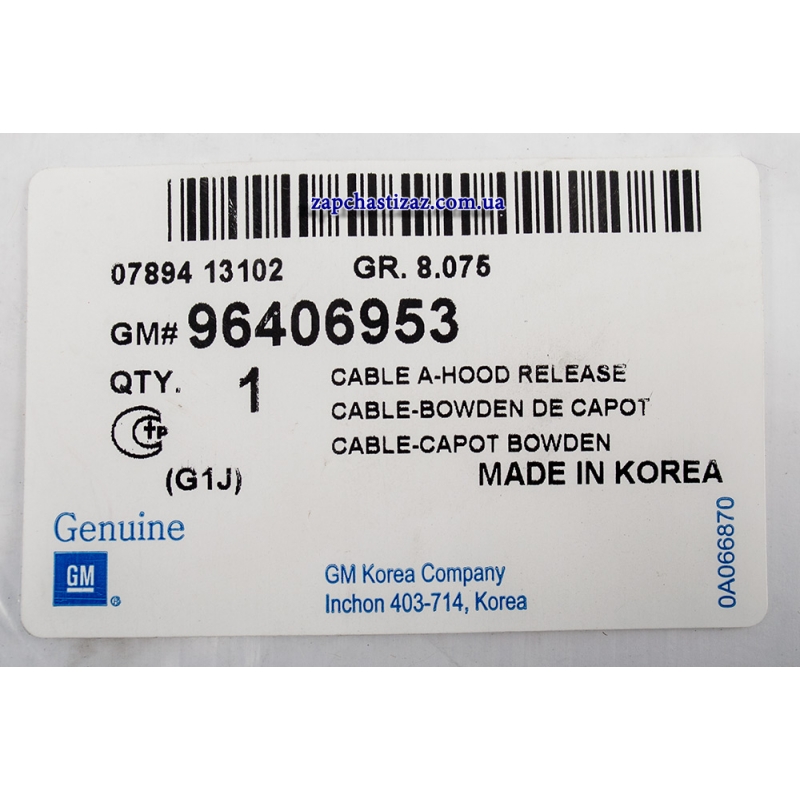 zapchastizaz.com.ua
07894 13102 GR. 8.075
GM# 96406953
QTY. 1 CABLE A-HOOD RELEASE
CABLE-BOWDEN DE CAPOT
CTP CABLE-CAPOT BOWDEN
(G1J) MADE IN KOREA
Genuine
GM ®
GM Korea Company
Inchon 403-714, Korea
0A066870